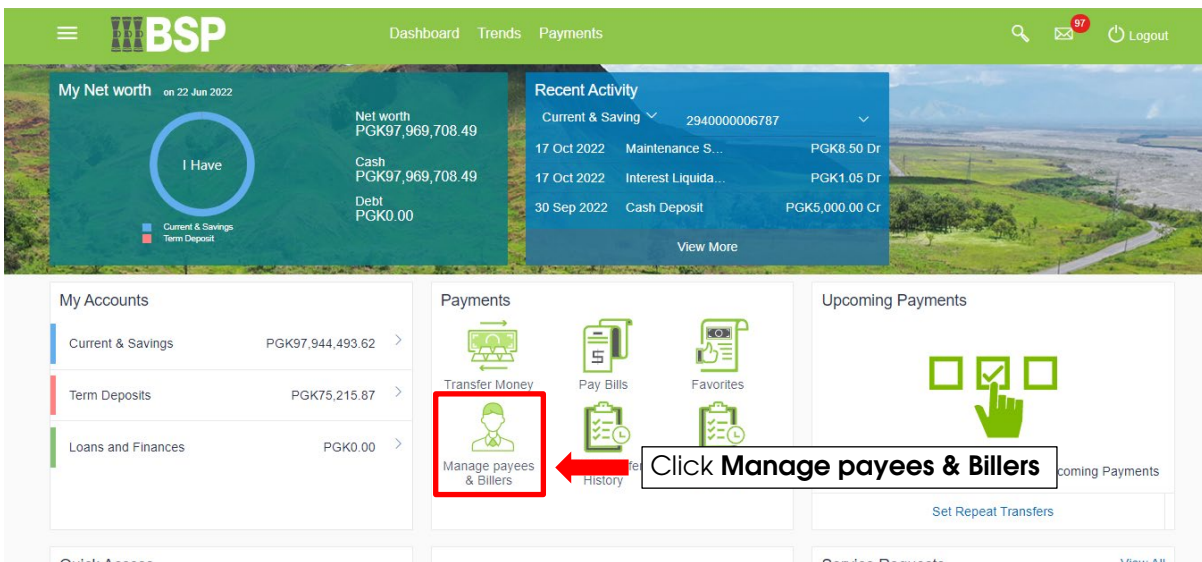 BSP
Dashboard Trends Payments
97
Logout
My Net worth on 22 Jun 2022
I Have
Current & Savings
Term Deposit
Net worth
PGK97,969,708.49
Cash
PGK97,969,708.49
Debt
PGK0.00
Recent Activity
Current & Saving 2940000006787
17 Oct 2022 Maintenance S... PGK8.50 Dr
17 Oct 2022 Interest Liquida... PGK1.05 Dr
30 Sep 2022 Cash Deposit PGK5,000.00 Cr
View More
My Accounts
Current & Savings PGK97,944,493.62
Term Deposits PGK75,215.87
Loans and Finances PGK0.00
Payments
Transfer Money Pay Bills Favorites
Manage payees
& Billers
History
Click Manage payees & Billers
Upcoming Payments
Payments
Set Repeat Transfers
View All